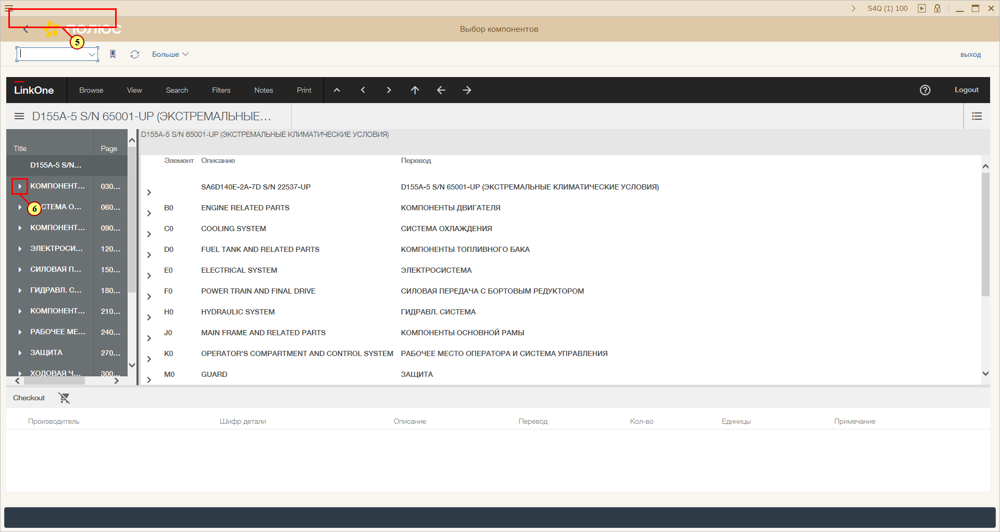 S4Q (1) 100
ПОЛЮС
Выбор компонентов
5
Больше
выход
LinkOne Browse View Search Filters Notes Print Logout
D155A-5 S/N 65001-UP (ЭКСТРЕМАЛЬНЫЕ...
Title Page
D155A-5 S/N...
КОМПОНЕНТ... 030...
6
СТЕМА О... 060...
КОМПОНЕНТ... 090...
ЭЛЕКТРОСИ... 120...
СИЛОВАЯ П... 150...
ГИДРАВЛ. С... 180...
КОМПОНЕНТ... 210...
РАБОЧЕЕ МЕ... 240...
ЗАЩИТА 270...
ХОДОВАЯ Ч... 300...
D155A-5 S/N 65001-UP (ЭКСТРЕМАЛЬНЫЕ КЛИМАТИЧЕСКИЕ УСЛОВИЯ)
Элемент Описание Перевод
SA6D140E-2A-7D S/N 22537-UP D155A-5 S/N 65001-UP (ЭКСТРЕМАЛЬНЫЕ КЛИМАТИЧЕСКИЕ УСЛОВИЯ)
B0 ENGINE RELATED PARTS КОМПОНЕНТЫ ДВИГАТЕЛЯ
C0 COOLING SYSTEM СИСТЕМА ОХЛАЖДЕНИЯ
D0 FUEL TANK AND RELATED PARTS КОМПОНЕНТЫ ТОПЛИВНОГО БАКА
E0 ELECTRICAL SYSTEM ЭЛЕКТРОСИСТЕМА
F0 POWER TRAIN AND FINAL DRIVE СИЛОВАЯ ПЕРЕДАЧА С БОРТОВЫМ РЕДУКТОРОМ
H0 HYDRAULIC SYSTEM ГИДРАВЛ. СИСТЕМА
J0 MAIN FRAME AND RELATED PARTS КОМПОНЕНТЫ ОСНОВНОЙ РАМЫ
K0 OPERATOR'S COMPARTMENT AND CONTROL SYSTEM РАБОЧЕЕ МЕСТО ОПЕРАТОРА И СИСТЕМА УПРАВЛЕНИЯ
M0 GUARD ЗАЩИТА
Checkout
Производитель Шифр детали Описание Перевод Кол-во Единицы Примечание